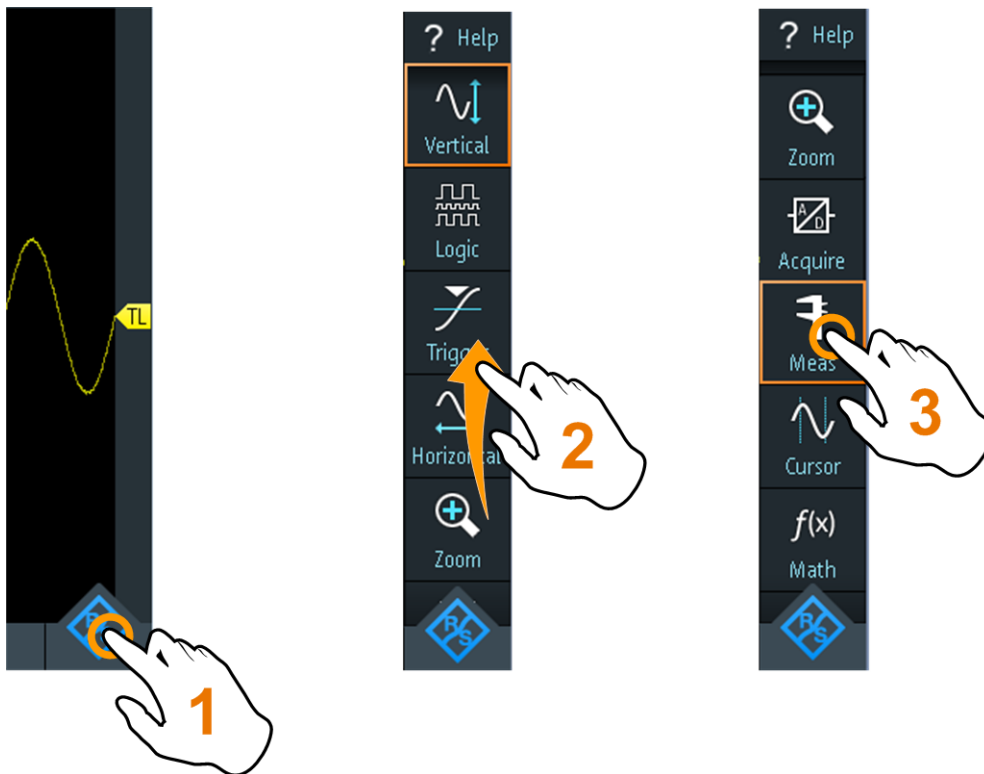 TL
R/S
1
? Help
Vertical
Logic
Trigger
Horizontal
Zoom
R/S
2
? Help
Zoom
A/D
Acquire
Meas
Cursor
f(x)
Math
R/S
3